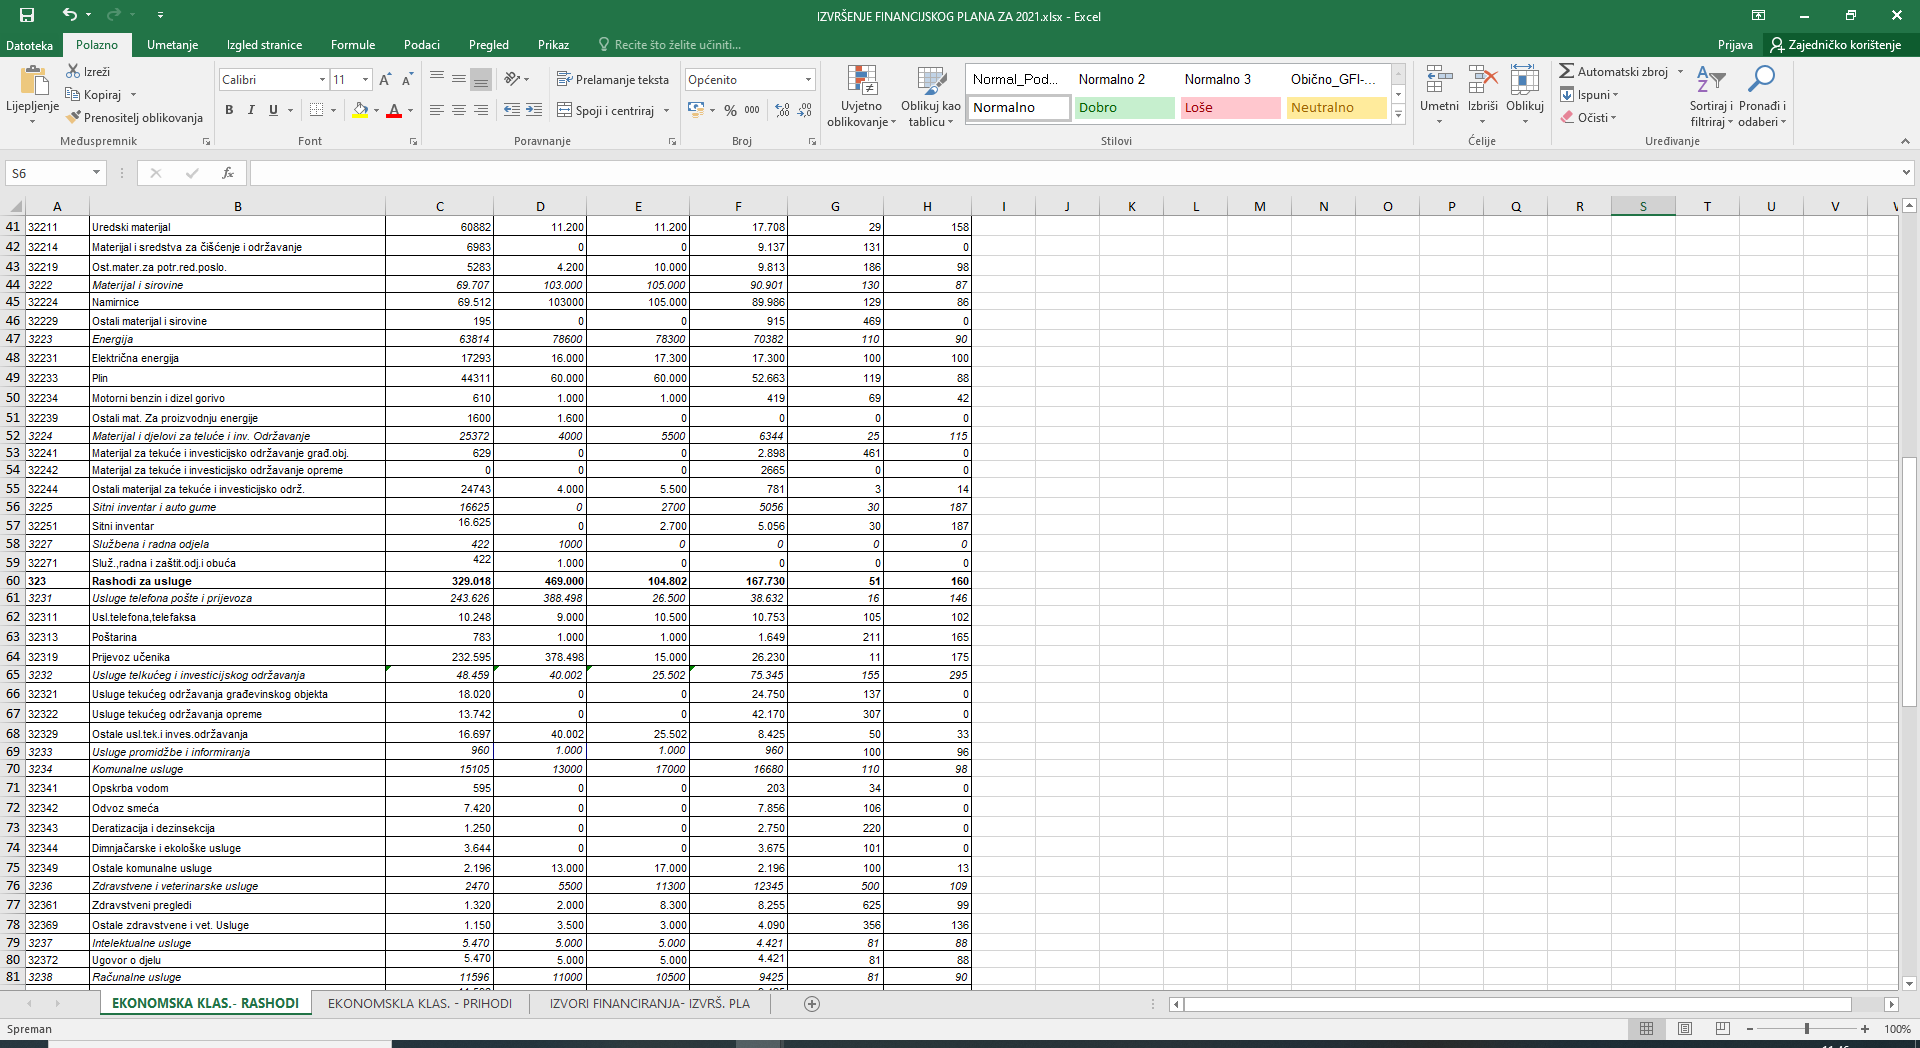 IZVRŠENJE FINANCIJSKOG PLANA ZA 2021.xlsx - Excel
Datoteka Polazno Umetanje Izgled stranice Formule Podaci Pregled Prikaz Recite što želite učiniti... Prijava Zajedničko korištenje
Lijepljenje
Izreži
Kopiraj
Prenositelj oblikovanja
Međuspremnik
Calibri 11
B I U
Font
Prelamanje teksta
Spoji i centriraj
Poravnanje
Općenito
% 000
Broj
Uvjetno oblikovanje
Oblikuj kao tablicu
Normal_Pod... Normalno 2 Normalno 3 Obično_GFI-...
Normalno Dobro Loše Neutralno
Stilovi
Umetni Izbriši Oblikuj
Ćelije
Automatski zbroj
Ispuni
Očisti
Sortiraj i filtriraj
Pronađi i odaberi
Uređivanje
S6 fx
A B C D E F G H I J K L M N O P Q R S T U V
41 32211 Uredski materijal 60882 11.200 11.200 17.708 29 158
42 32214 Materijal i sredstva za čišćenje i održavanje 6983 0 0 9.137 131 0
43 32219 Ost.mater.za potr.red.poslo. 5283 4.200 10.000 9.813 186 98
44 3222 Materijal i sirovine 69.707 103.000 105.000 90.901 130 87
45 32224 Namirnice 69.512 103000 105.000 89.986 129 86
46 32229 Ostali materijal i sirovine 195 0 0 915 469 0
47 3223 Energija 63814 78600 78300 70382 110 90
48 32231 Električna energija 17293 16.000 17.300 17.300 100 100
49 32233 Plin 44311 60.000 60.000 52.663 119 88
50 32234 Motorni benzin i dizel gorivo 610 1.000 1.000 419 69 42
51 32239 Ostali mat. Za proizvodnju energije 1600 1.600 0 0 0 0
52 3224 Materijal i djelovi za teluće i inv. Održavanje 25372 4000 5500 6344 25 115
53 32241 Materijal za tekuće i investicijsko održavanje građ.obj. 629 0 0 2.898 461 0
54 32242 Materijal za tekuće i investicijsko održavanje opreme 0 0 0 2665 0 0
55 32244 Ostali materijal za tekuće i investicijsko održ. 24743 4.000 5.500 781 3 14
56 3225 Sitni inventar i auto gume 16625 0 2700 5056 30 187
57 32251 Sitni inventar 16.625 0 2.700 5.056 30 187
58 3227 Službena i radna odjela 422 1000 0 0 0 0
59 32271 Služ.,radna i zaštit.odj.i obuća 422 1.000 0 0 0 0
60 323 Rashodi za usluge 329.018 469.000 104.802 167.730 51 160
61 3231 Usluge telefona pošte i prijevoza 243.626 388.498 26.500 38.632 16 146
62 32311 Usl.telefona,telefaksa 10.248 9.000 10.500 10.753 105 102
63 32313 Poštarina 783 1.000 1.000 1.649 211 165
64 32319 Prijevoz učenika 232.595 378.498 15.000 26.230 11 175
65 3232 Usluge telkućeg i investicijskog održavanja 48.459 40.002 25.502 75.345 155 295
66 32321 Usluge tekućeg održavanja građevinskog objekta 18.020 0 0 24.750 137 0
67 32322 Usluge tekućeg održavanja opreme 13.742 0 0 42.170 307 0
68 32329 Ostale usl.tek.i inves.održavanja 16.697 40.002 25.502 8.425 50 33
69 3233 Usluge promidžbe i informiranja 960 1.000 1.000 960 100 96
70 3234 Komunalne usluge 15105 13000 17000 16680 110 98
71 32341 Opskrba vodom 595 0 0 203 34 0
72 32342 Odvoz smeća 7.420 0 0 7.856 106 0
73 32343 Deratizacija i dezinsekcija 1.250 0 0 2.750 220 0
74 32344 Dimnjačarske i ekološke usluge 3.644 0 0 3.675 101 0
75 32349 Ostale komunalne usluge 2.196 13.000 17.000 2.196 100 13
76 3236 Zdravstvene i veterinarske usluge 2470 5500 11300 12345 500 109
77 32361 Zdravstveni pregledi 1.320 2.000 8.300 8.255 625 99
78 32369 Ostale zdravstvene i vet. Usluge 1.150 3.500 3.000 4.090 356 136
79 3237 Intelektualne usluge 5.470 5.000 5.000 4.421 81 88
80 32372 Ugovor o djelu 5.470 5.000 5.000 4.421 81 88
81 3238 Računalne usluge 11596 11000 10500 9425 81 90
EKONOMSKA KLAS.- RASHODI EKONOMSKLA KLAS. - PRIHODI IZVORI FINANCIRANJA- IZVRŠ. PLA
Spreman 100%